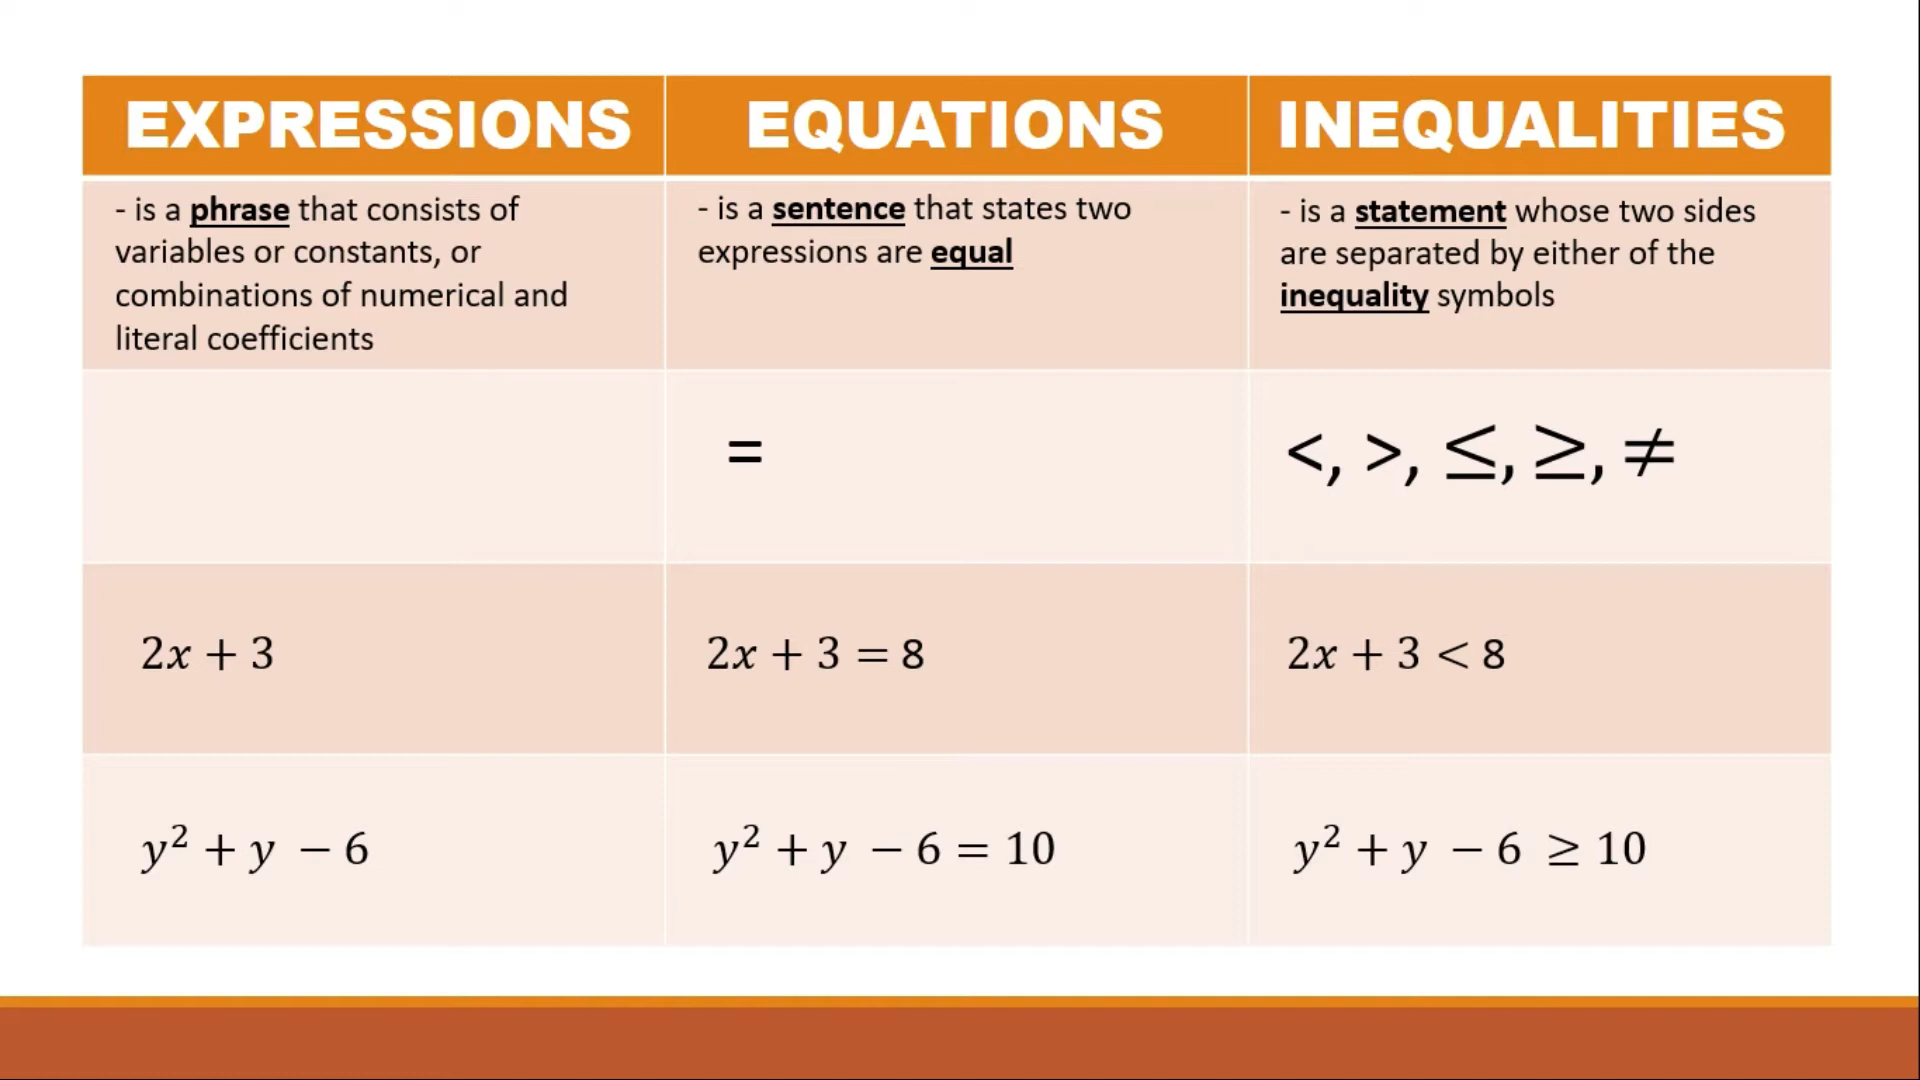 EXPRESSIONS
EQUATIONS
INEQUALITIES
- is a phrase that consists of
variables or constants, or
combinations of numerical and
literal coefficients
- is a sentence that states two
expressions are equal
- is a statement whose two sides
are separated by either of the
inequality symbols
=
<, >, ≤, ≥, ≠
2x + 3
2x + 3 = 8
2x + 3 < 8
y² + y − 6
y² + y − 6 = 10
y² + y − 6 ≥ 10